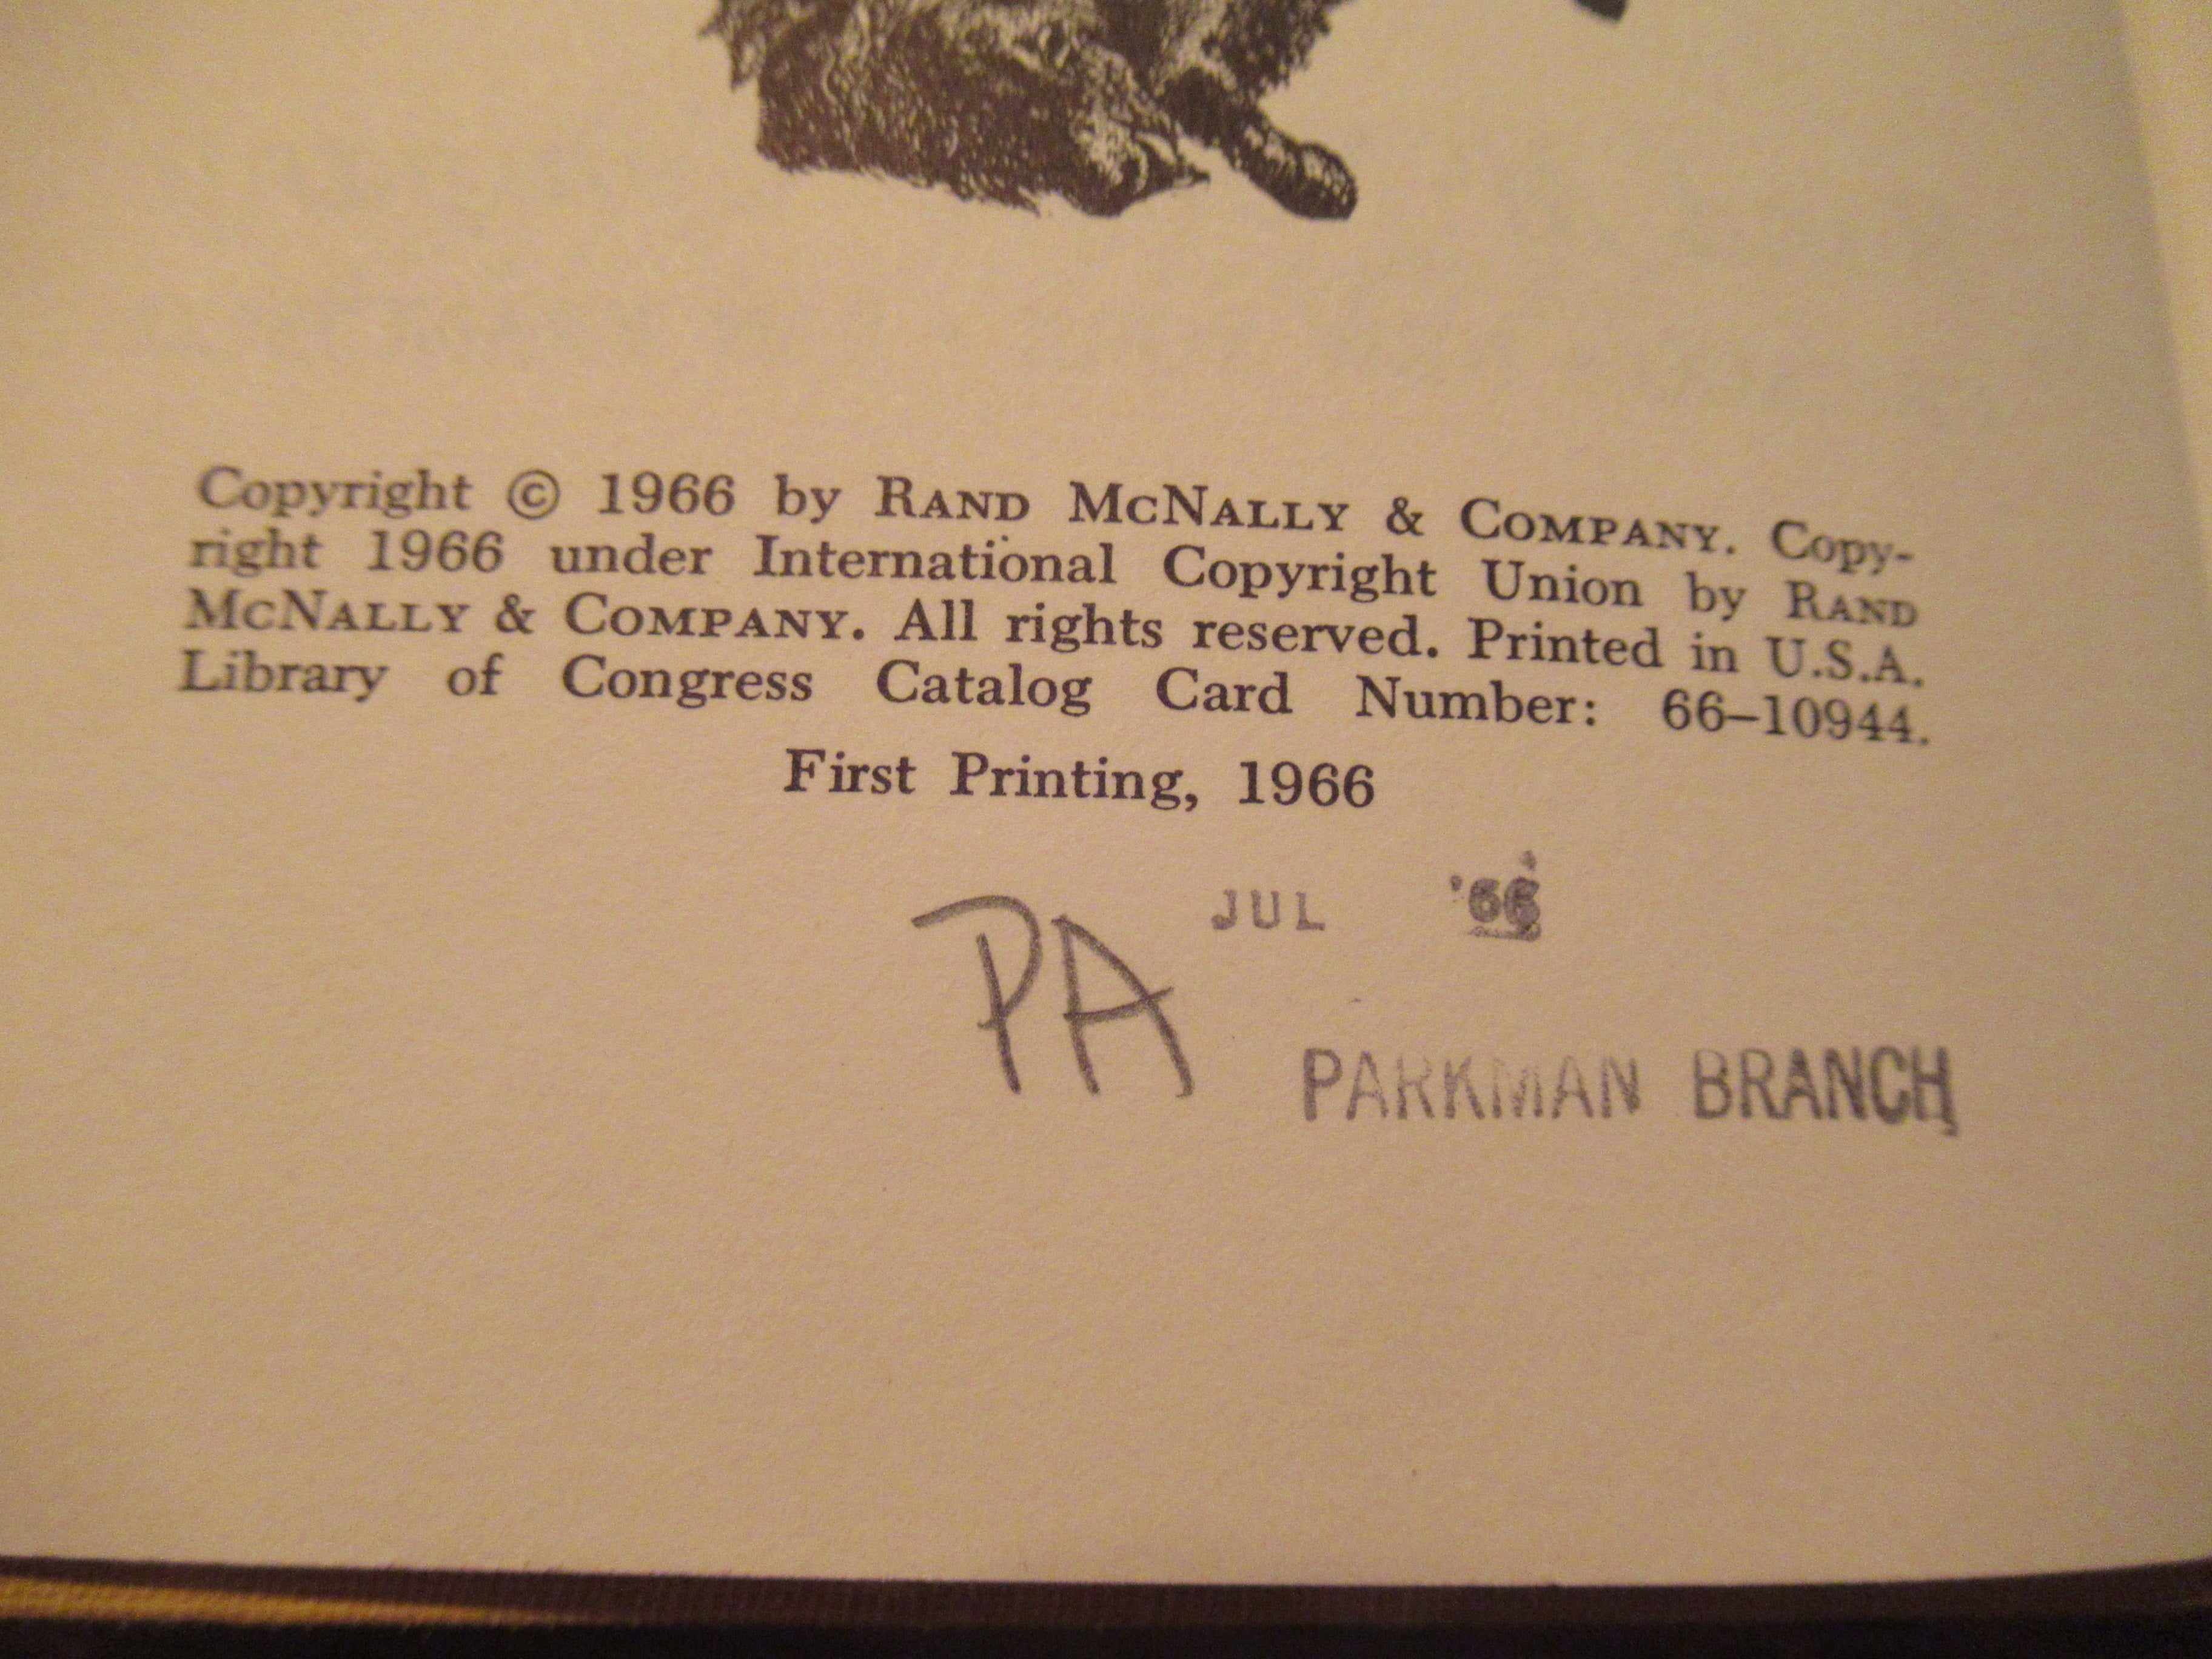 Copyright © 1966 by RAND MCNALLY & COMPANY. Copy-
right 1966 under International Copyright Union by RAND
MCNALLY & COMPANY. All rights reserved. Printed in U.S.A.
Library of Congress Catalog Card Number: 66–10944.
First Printing, 1966
JUL '66
PA
PARKMAN BRANCH